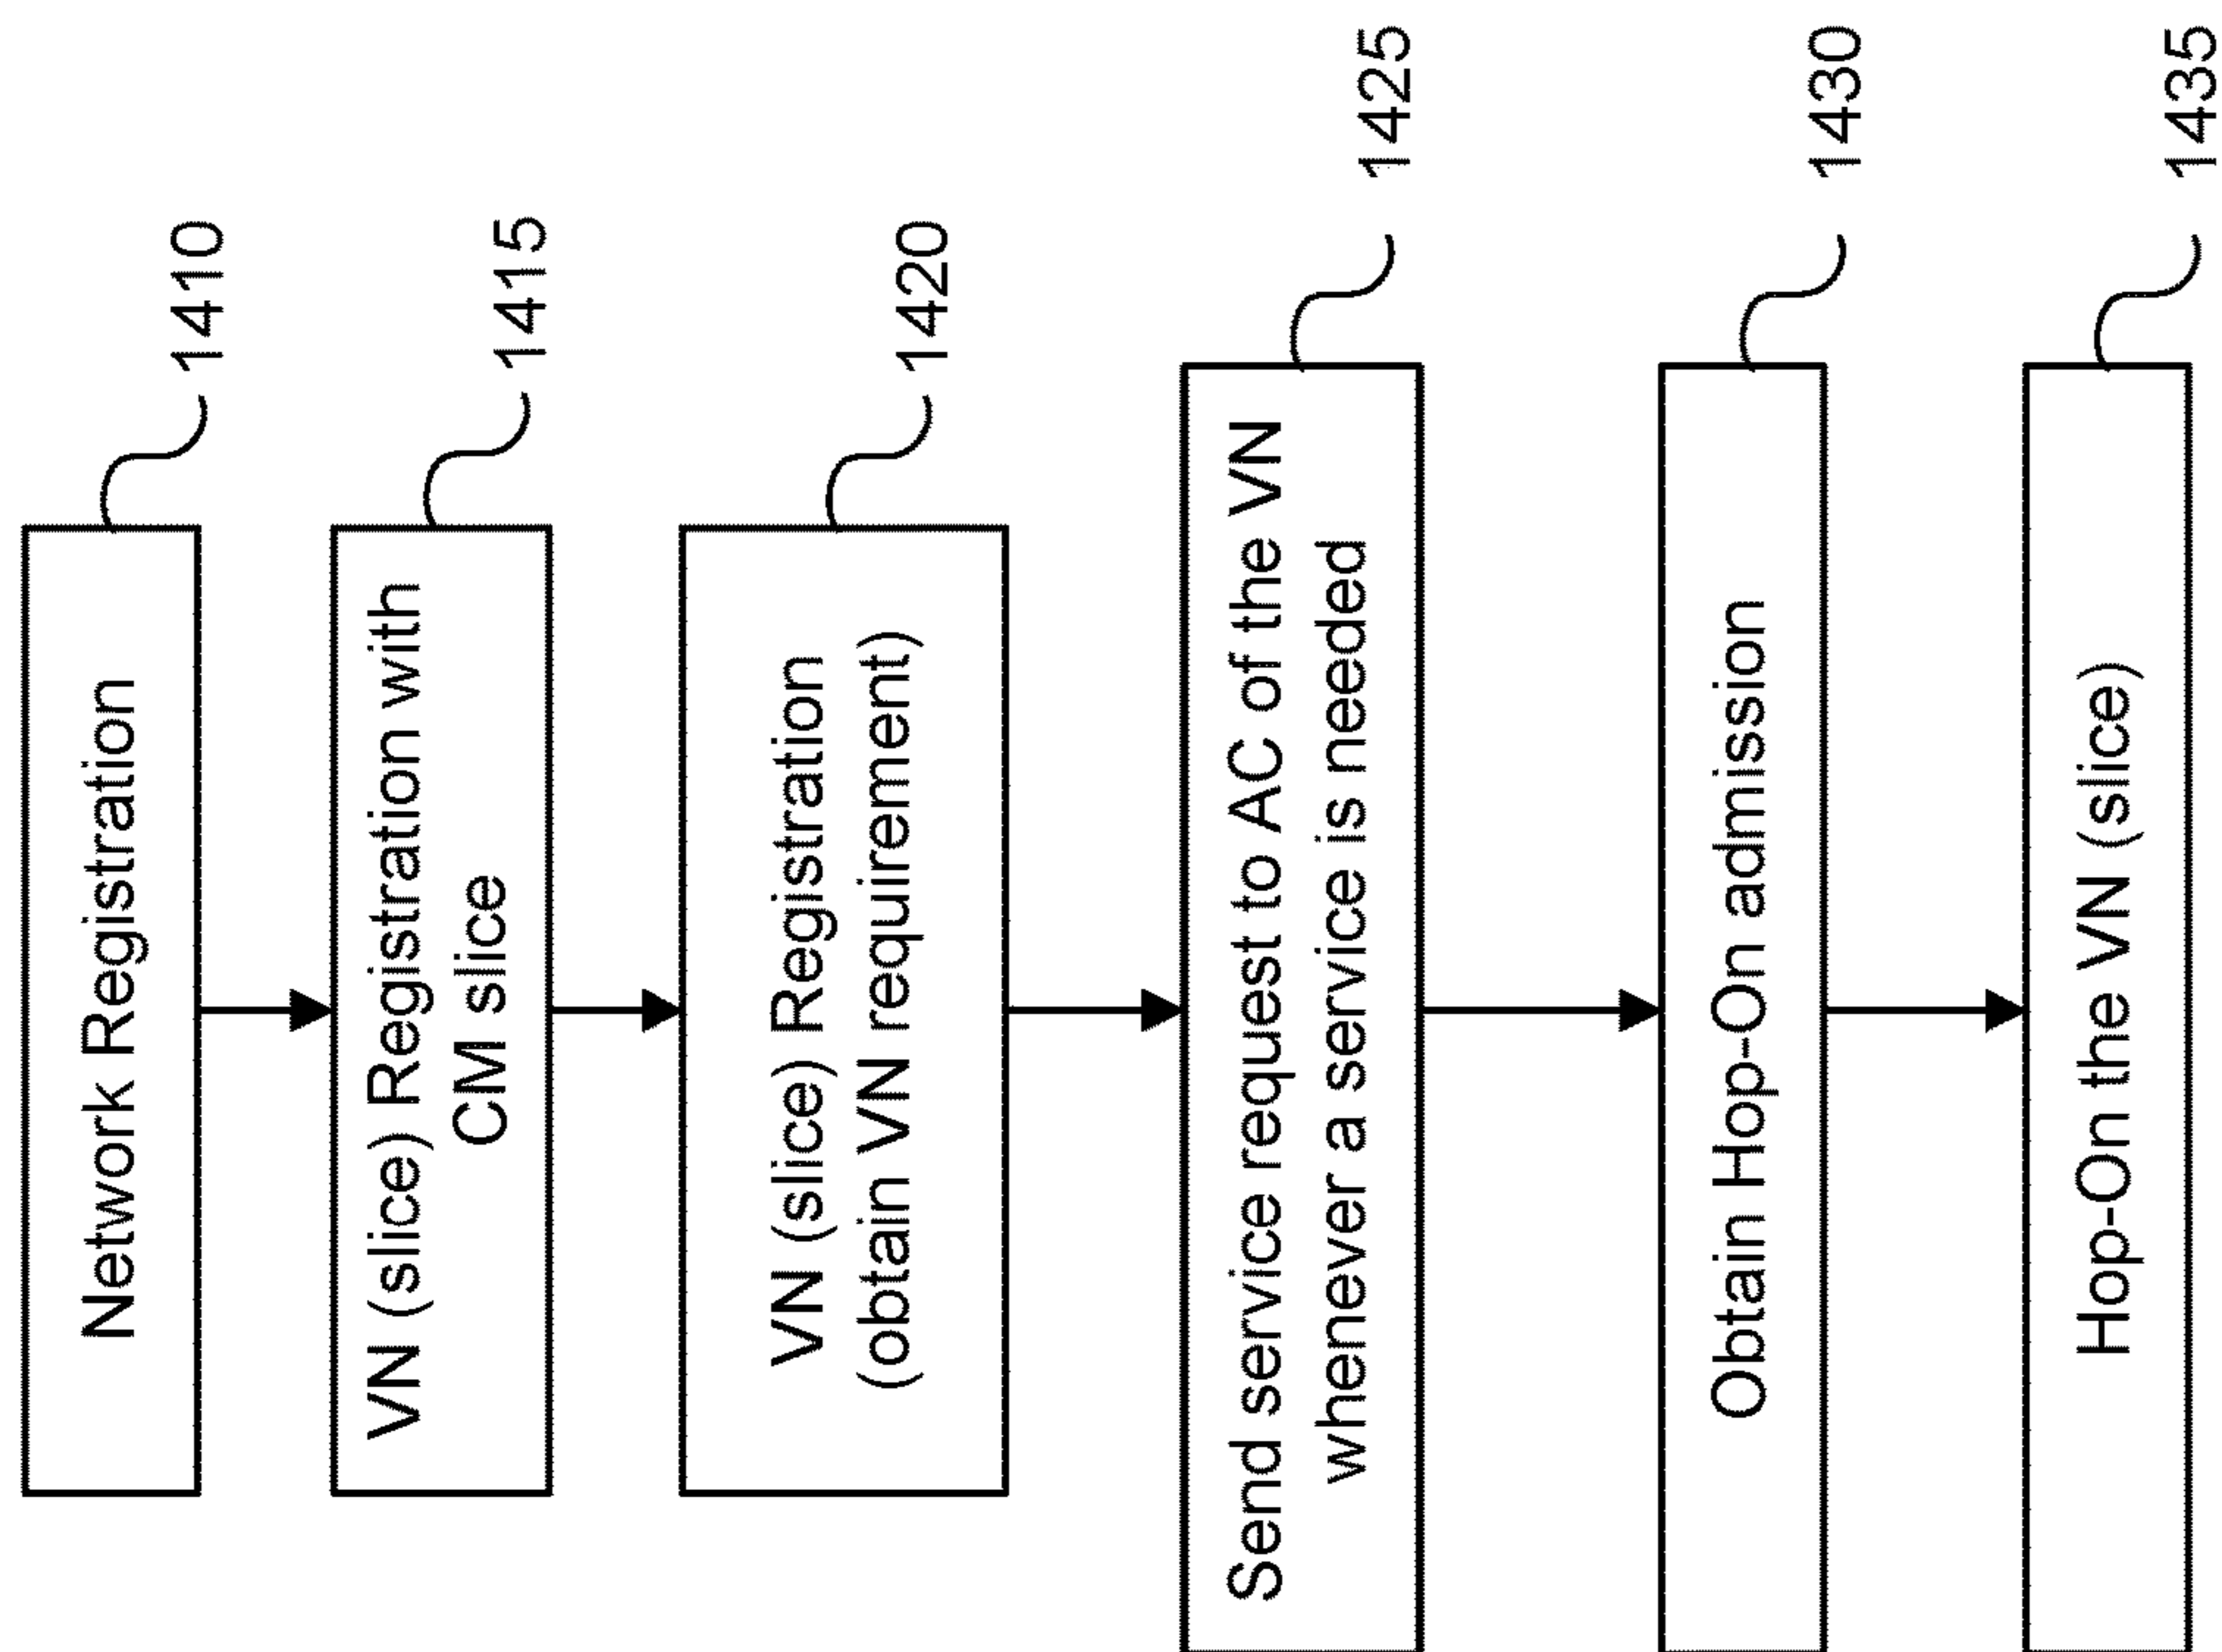 Network Registration
1410
VN (slice) Registration with
CM slice
1415
VN (slice) Registration
(obtain VN requirement)
1420
Send service request to AC of the VN
whenever a service is needed
1425
Obtain Hop-On admission
1430
Hop-On the VN (slice)
1435